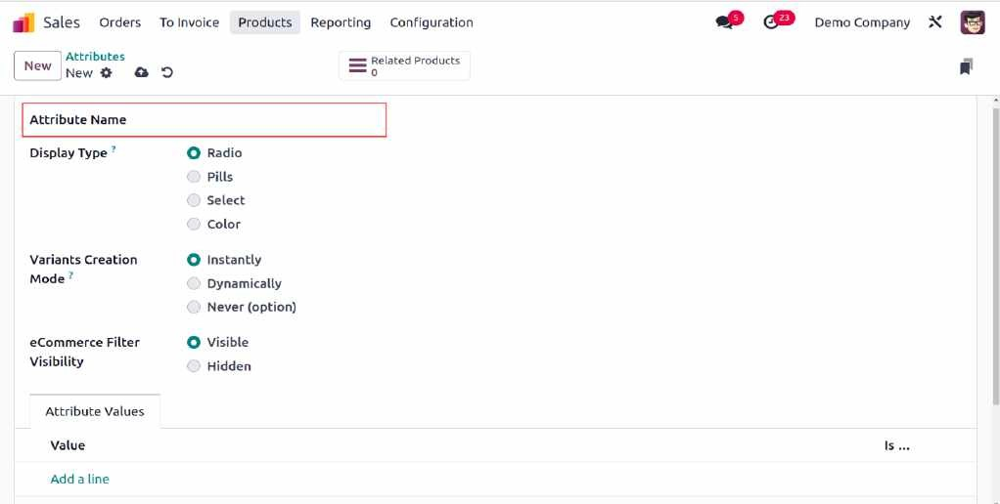 Sales Orders To Invoice Products Reporting Configuration 5 23 Demo Company
New Attributes
New
Related Products
0
Attribute Name
Display Type ? Radio
Pills
Select
Color
Variants Creation
Mode ?
Instantly
Dynamically
Never (option)
eCommerce Filter
Visibility
Visible
Hidden
Attribute Values
Value Is ...
Add a line